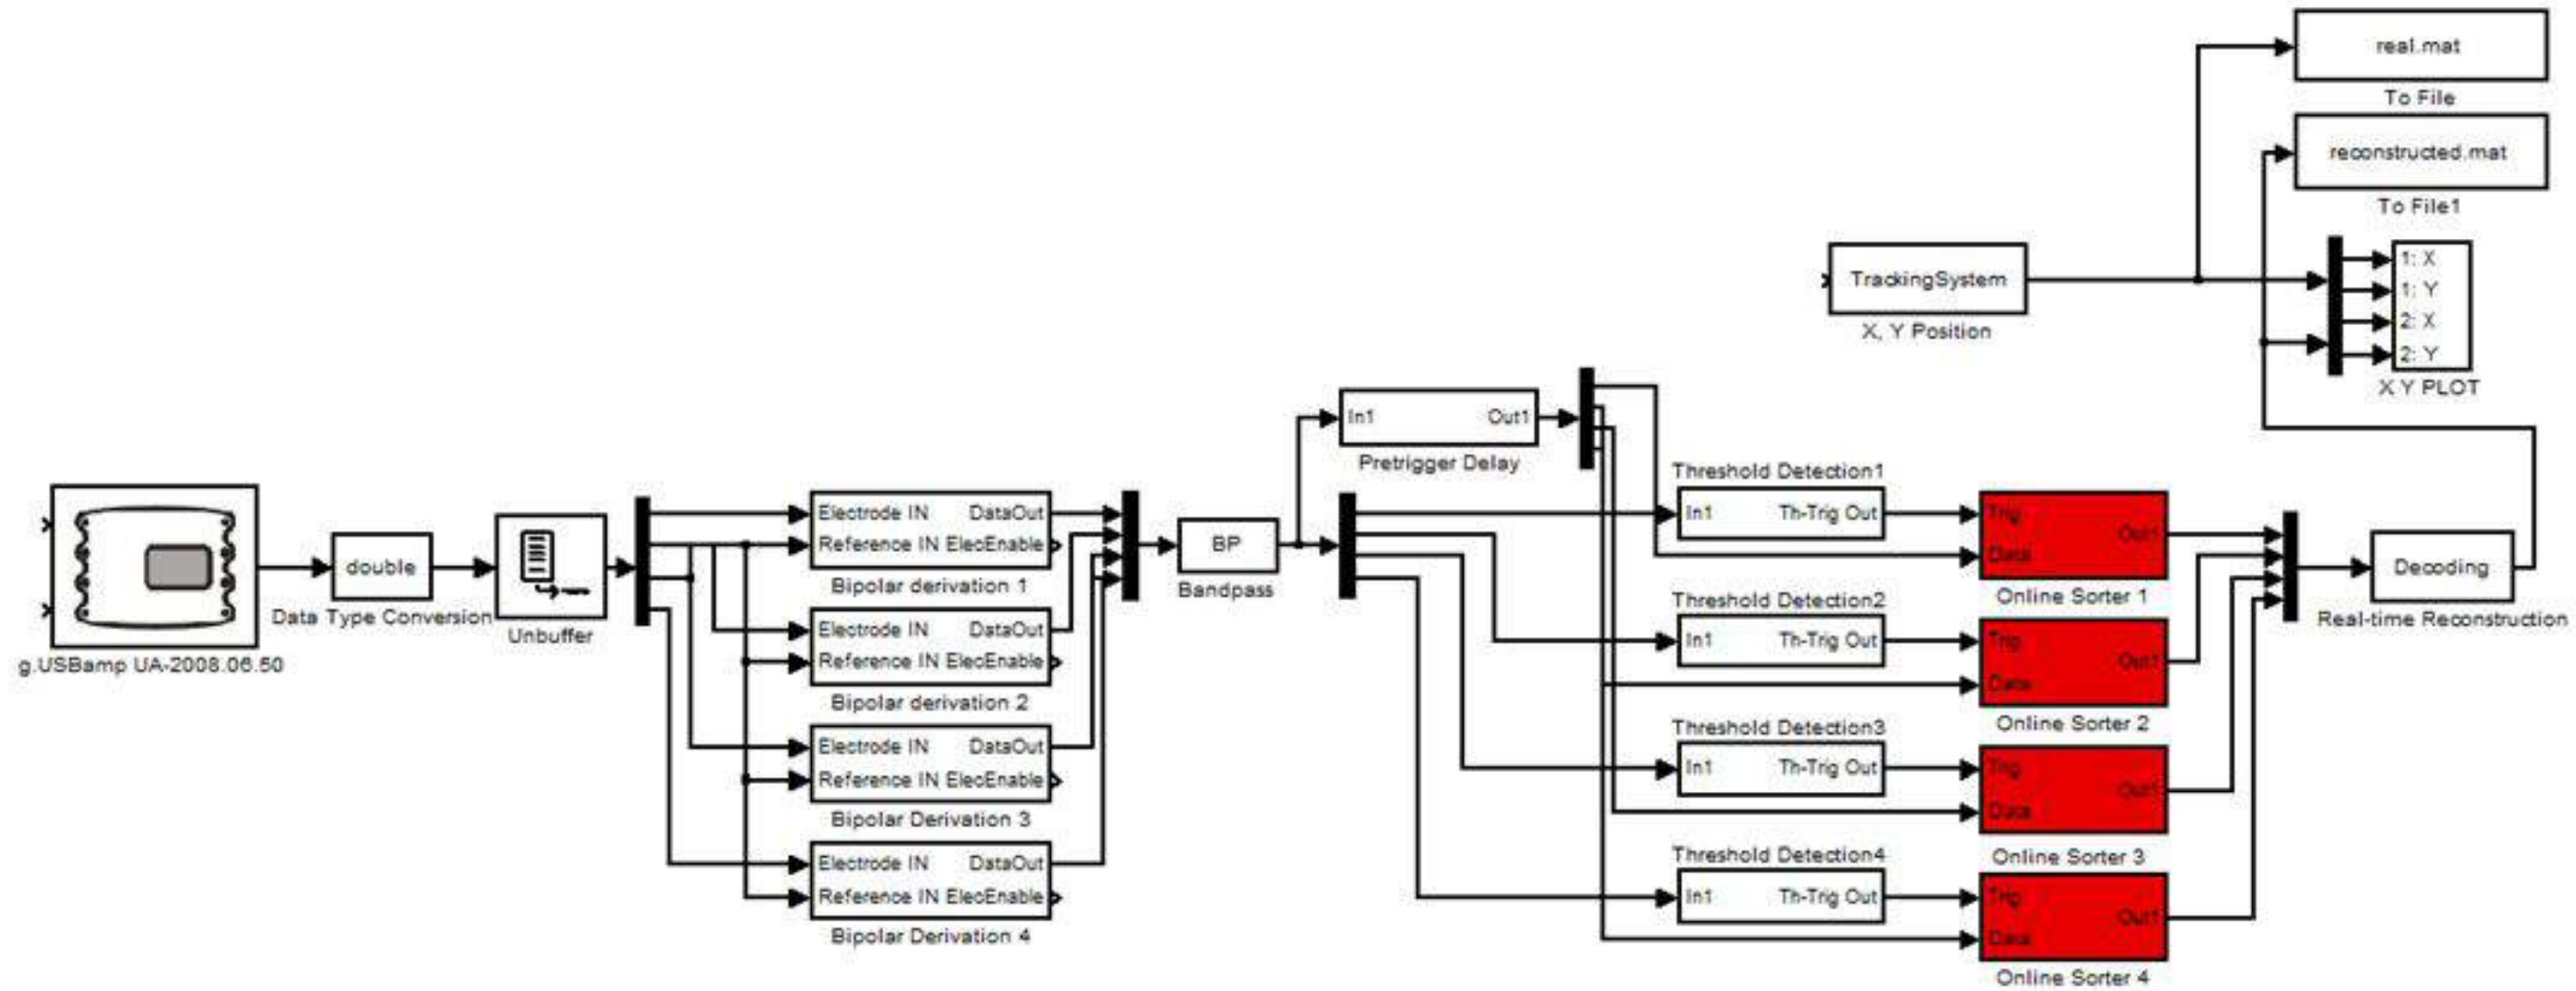 real.mat
To File
reconstructed.mat
To File1
TrackingSystem
X, Y Position
1: X
1: Y
2: X
2: Y
X Y PLOT
In1 Out1
Pretrigger Delay
g.USBamp UA-2008.06.50
double
Data Type Conversion
Unbuffer
Electrode IN DataOut
Reference IN ElecEnable
Bipolar derivation 1
Electrode IN DataOut
Reference IN ElecEnable
Bipolar derivation 2
Electrode IN DataOut
Reference IN ElecEnable
Bipolar Derivation 3
Electrode IN DataOut
Reference IN ElecEnable
Bipolar Derivation 4
BP
Bandpass
Threshold Detection1
In1 Th-Trig Out
Trig
Out1
Data
Online Sorter 1
Threshold Detection2
In1 Th-Trig Out
Trig
Out1
Data
Online Sorter 2
Threshold Detection3
In1 Th-Trig Out
Trig
Out1
Data
Online Sorter 3
Threshold Detection4
In1 Th-Trig Out
Trig
Out1
Data
Online Sorter 4
Decoding
Real-time Reconstruction